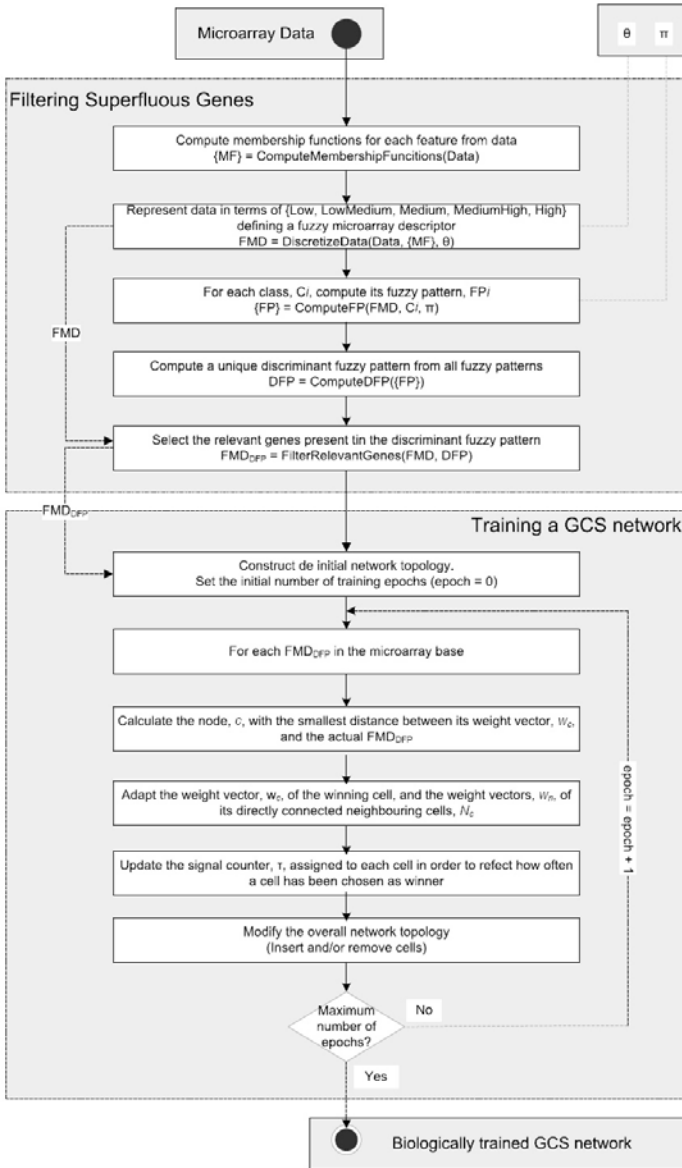 Microarray Data
θ π
Filtering Superfluous Genes
Compute membership functions for each feature from data
{MF} = ComputeMembershipFuncitions(Data)
Represent data in terms of {Low, LowMedium, Medium, MediumHigh, High}
defining a fuzzy microarray descriptor
FMD = DiscretizeData(Data, {MF}, θ)
For each class, Ci, compute its fuzzy pattern, FPi
{FP} = ComputeFP(FMD, Ci, π)
FMD
Compute a unique discriminant fuzzy pattern from all fuzzy patterns
DFP = ComputeDFP({FP})
Select the relevant genes present tin the discriminant fuzzy pattern
FMD_DFP = FilterRelevantGenes(FMD, DFP)
FMD_DFP
Training a GCS network
Construct de initial network topology.
Set the initial number of training epochs (epoch = 0)
For each FMD_DFP in the microarray base
Calculate the node, c, with the smallest distance between its weight vector, w_c,
and the actual FMD_DFP
Adapt the weight vector, w_c, of the winning cell, and the weight vectors, w_n, of
its directly connected neighbouring cells, N_c
epoch = epoch + 1
Update the signal counter, τ, assigned to each cell in order to refect how often
a cell has been chosen as winner
Modify the overall network topology
(Insert and/or remove cells)
Maximum
number of
epochs?
No
Yes
Biologically trained GCS network